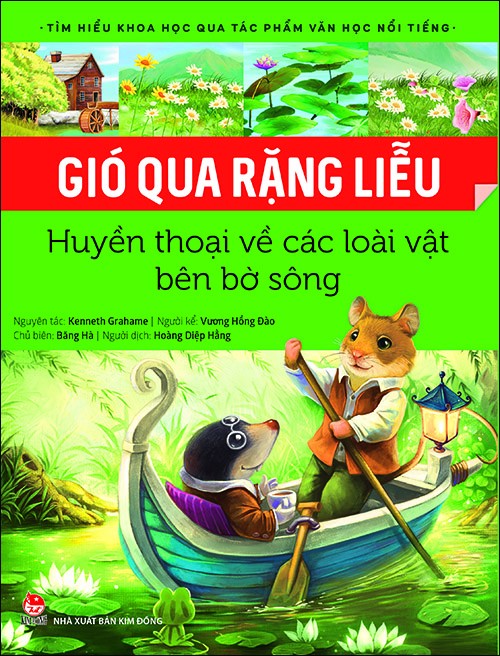 • TÌM HIỂU KHOA HỌC QUA TÁC PHẨM VĂN HỌC NỔI TIẾNG •
GIÓ QUA RẶNG LIỄU
Huyền thoại về các loài vật
bên bờ sông
Nguyên tác: Kenneth Grahame | Người kể: Vương Hồng Đào
Chủ biên: Băng Hà | Người dịch: Hoàng Diệp Hằng
NHÀ XUẤT BẢN KIM ĐỒNG